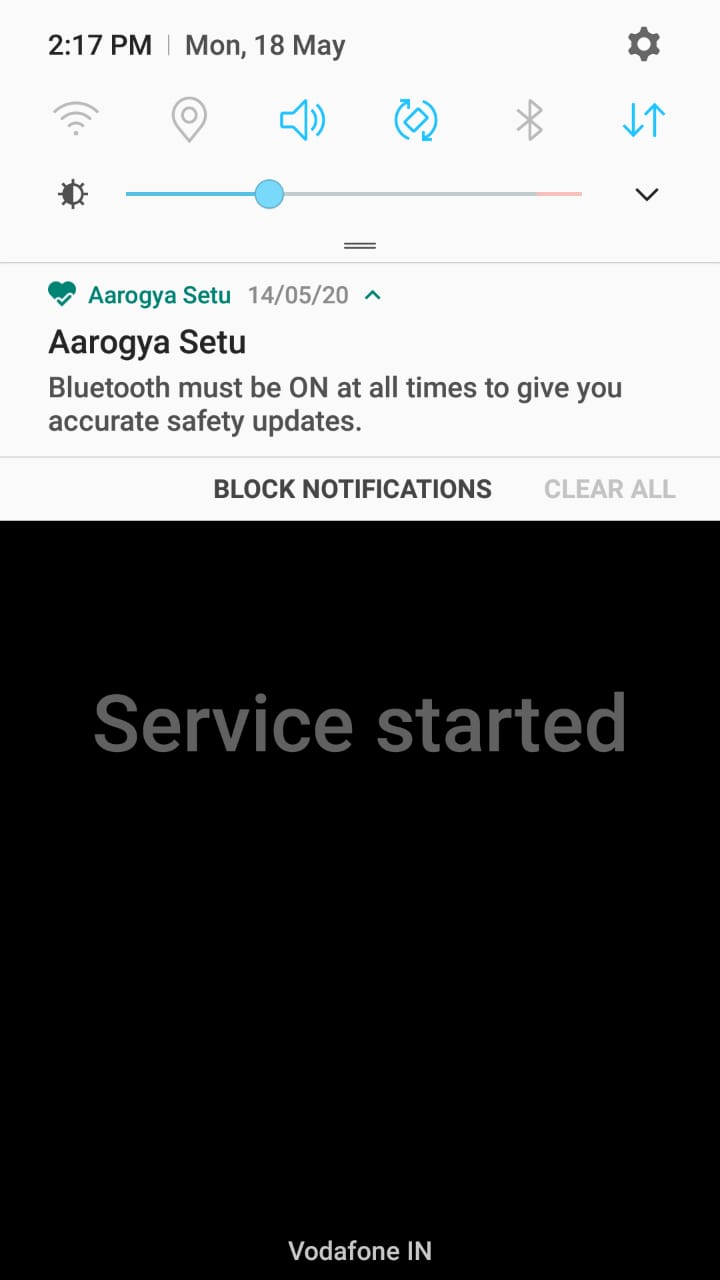 2:17 PM | Mon, 18 May
Aarogya Setu 14/05/20
Aarogya Setu
Bluetooth must be ON at all times to give you
accurate safety updates.
BLOCK NOTIFICATIONS CLEAR ALL
Service started
Vodafone IN